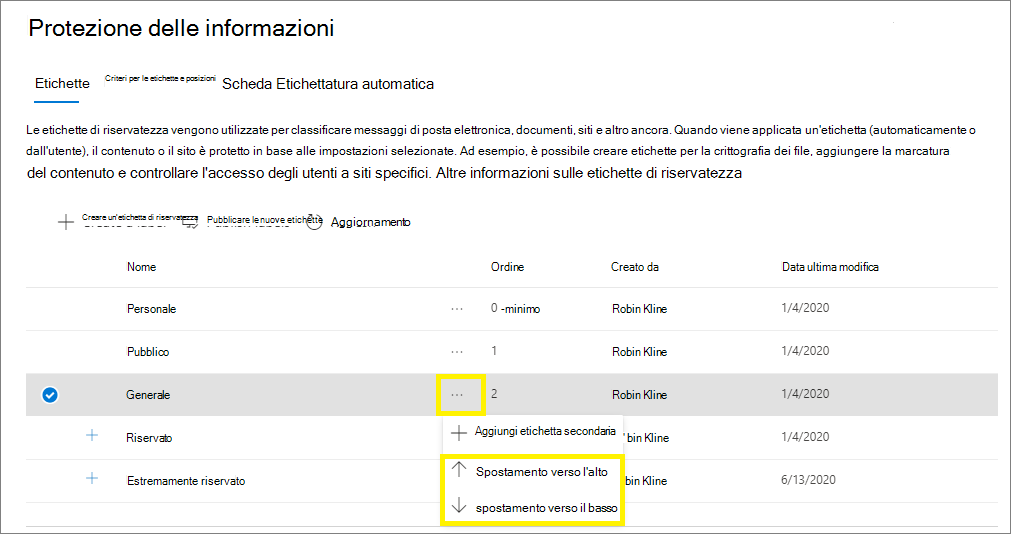 Protezione delle informazioni
Etichette Criteri per le etichette e posizioni Scheda Etichettatura automatica
Le etichette di riservatezza vengono utilizzate per classificare messaggi di posta elettronica, documenti, siti e altro ancora. Quando viene applicata un'etichetta (automaticamente o
dall'utente), il contenuto o il sito è protetto in base alle impostazioni selezionate. Ad esempio, è possibile creare etichette per la crittografia dei file, aggiungere la marcatura
del contenuto e controllare l'accesso degli utenti a siti specifici. Altre informazioni sulle etichette di riservatezza
Creare un'etichetta di riservatezza Pubblicare le nuove etichette Aggiornamento
Nome Ordine Creato da Data ultima modifica
Personale ... 0 -minimo Robin Kline 1/4/2020
Pubblico ... 1 Robin Kline 1/4/2020
Generale ... 2 Robin Kline 1/4/2020
Aggiungi etichetta secondaria
Riservato bin Kline 1/4/2020
Spostamento verso l'alto
Estremamente riservato obin Kline 6/13/2020
spostamento verso il basso